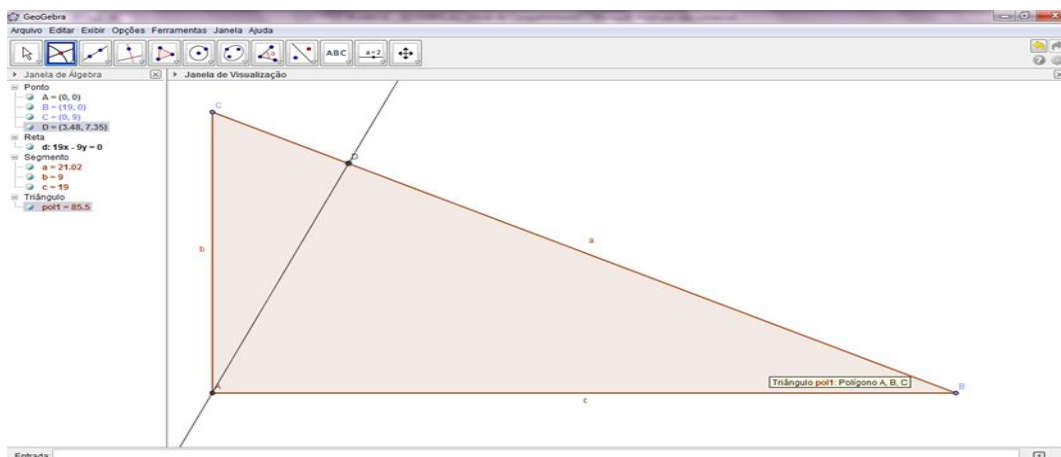 GeoGebra
Arquivo Editar Exibir Opções Ferramentas Janela Ajuda
ABC
a=2
Janela de Álgebra
Janela de Visualização
Ponto
A = (0, 0)
B = (19, 0)
C = (0, 9)
D = (3.48, 7.35)
Reta
d: 19x - 9y = 0
Segmento
a = 21.02
b = 9
c = 19
Triângulo
pol1 = 85.5
C
D
b
a
A
Triângulo pol1: Polígono A, B, C
B
c
Entrada: